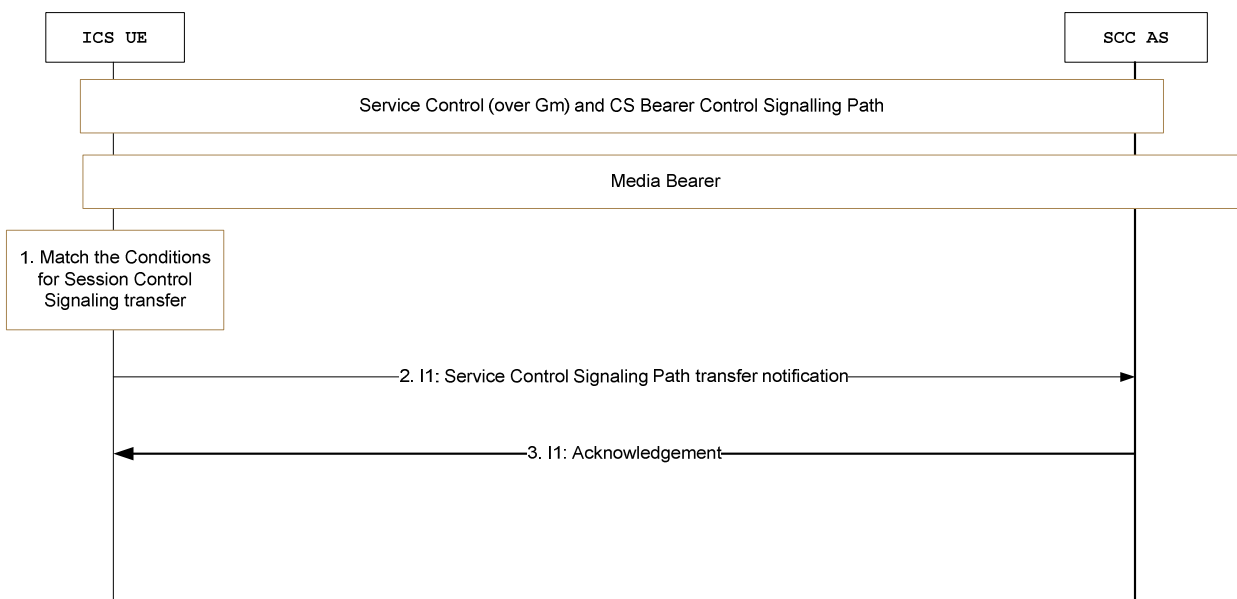 ICS UE
SCC AS
Service Control (over Gm) and CS Bearer Control Signalling Path
Media Bearer
1. Match the Conditions
for Session Control
Signaling transfer
2. I1: Service Control Signaling Path transfer notification
3. I1: Acknowledgement